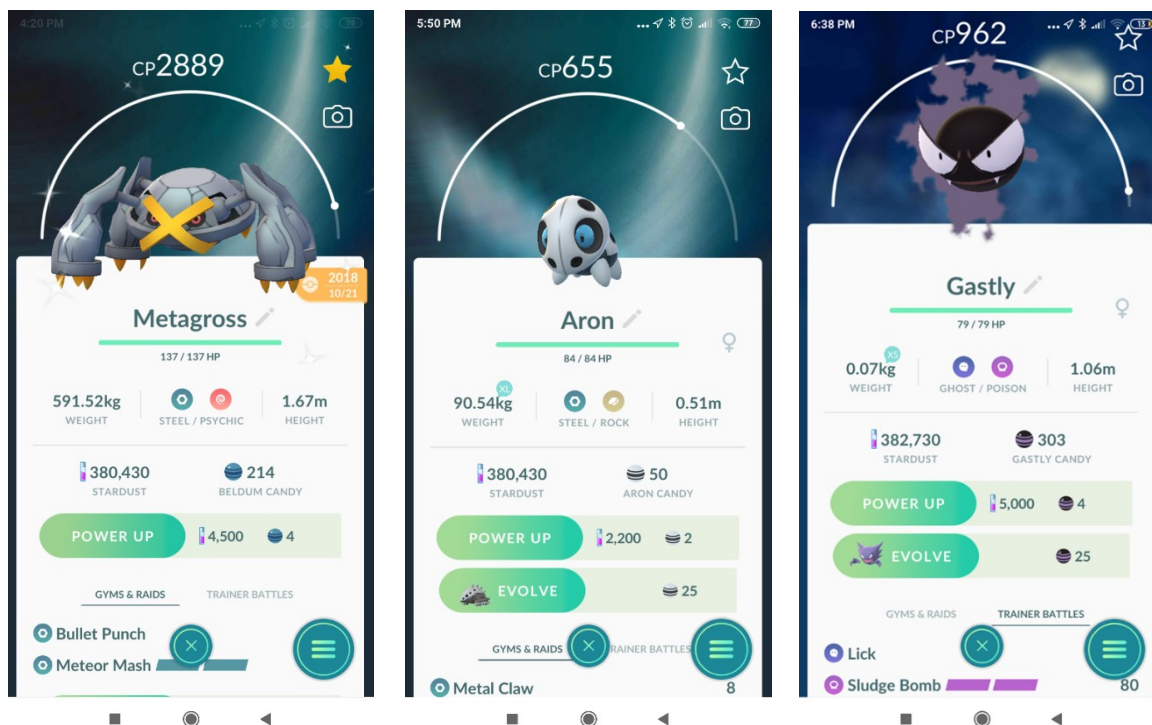 4:20 PM
... 78
CP2889
2018
10/21
Metagross
137 / 137 HP
591.52kg
WEIGHT
STEEL / PSYCHIC
1.67m
HEIGHT
380,430
STARDUST
214
BELDUM CANDY
POWER UP
4,500
4
GYMS & RAIDS
TRAINER BATTLES
Bullet Punch
Meteor Mash
5:50 PM
... 77
CP655
Aron
84 / 84 HP
XL
90.54kg
WEIGHT
STEEL / ROCK
0.51m
HEIGHT
380,430
STARDUST
50
ARON CANDY
POWER UP
2,200
2
EVOLVE
25
GYMS & RAIDS
RAINER BATTLES
Metal Claw
8
6:38 PM
... 13
CP962
Gastly
79 / 79 HP
XS
0.07kg
WEIGHT
GHOST / POISON
1.06m
HEIGHT
382,730
STARDUST
303
GASTLY CANDY
POWER UP
5,000
4
EVOLVE
25
GYMS & RAIDS
TRAINER BATTLES
Lick
Sludge Bomb
80